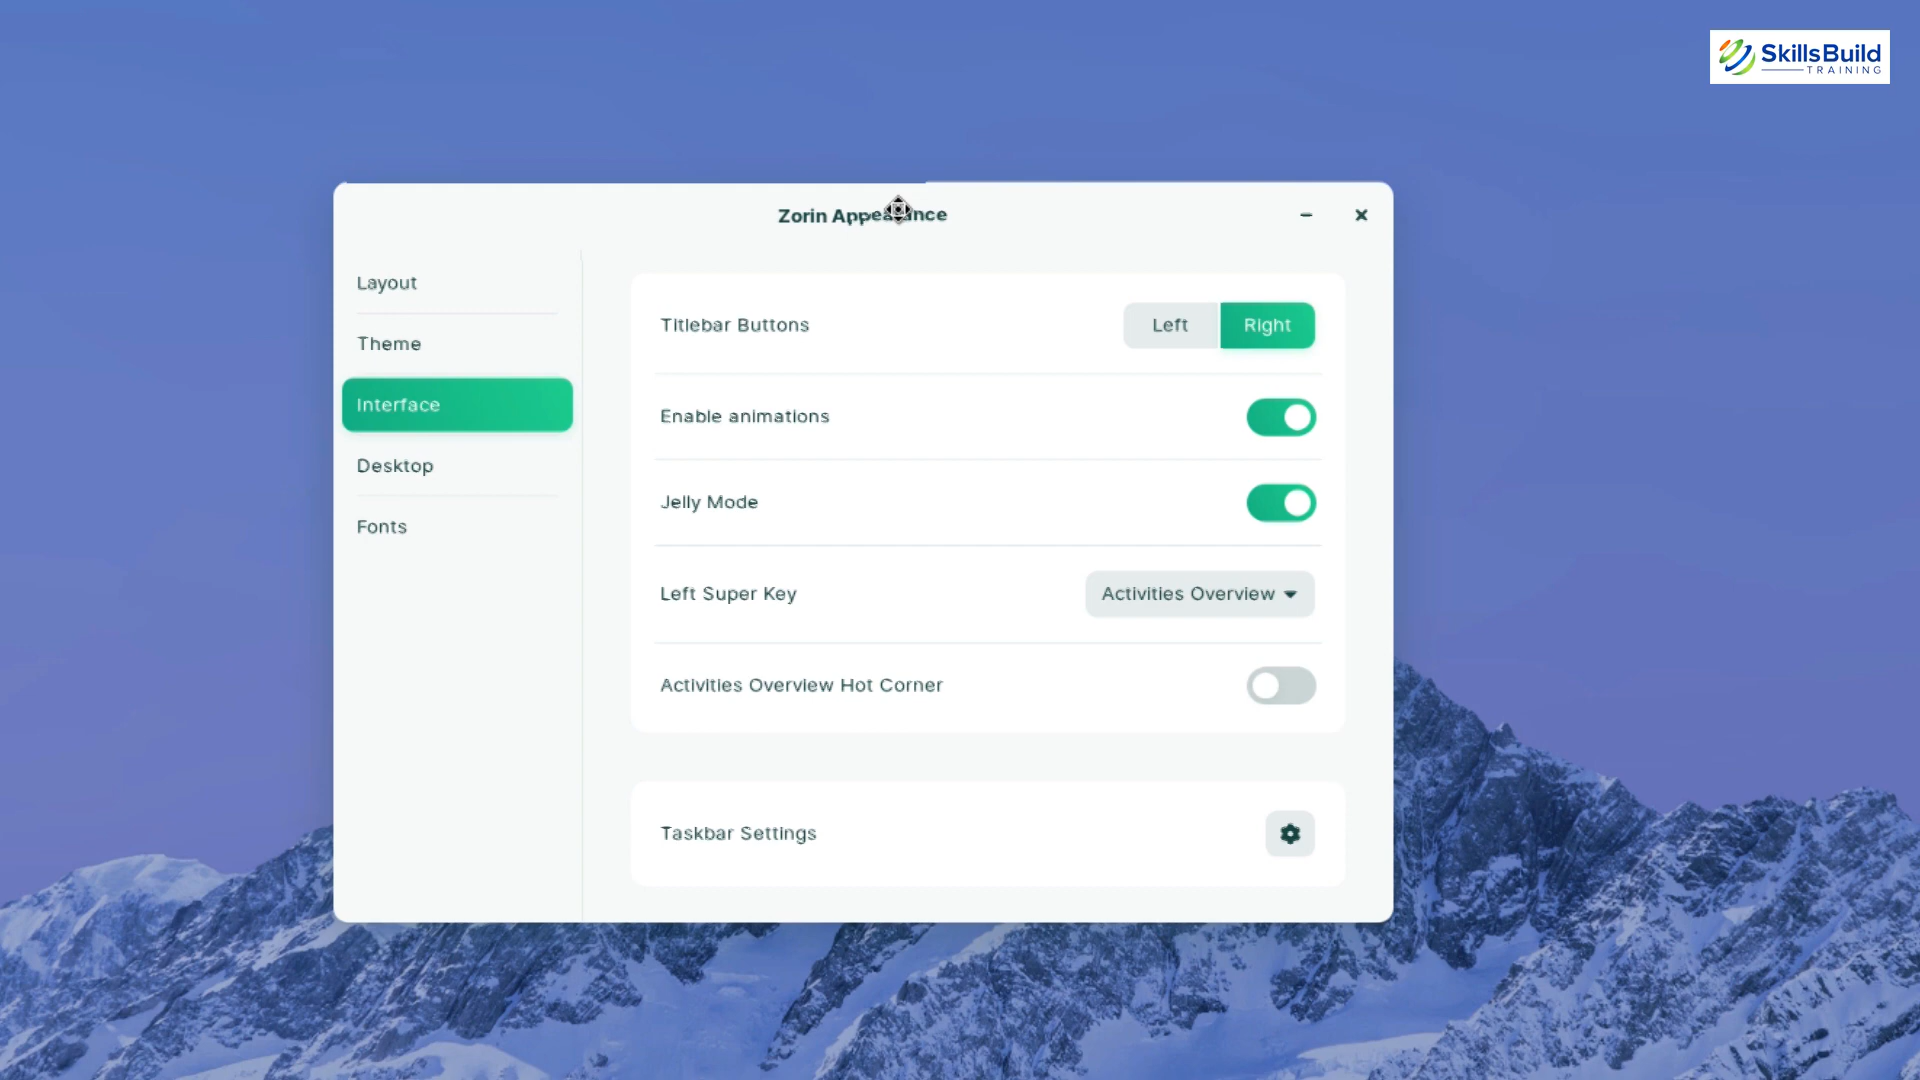 SkillsBuild
TRAINING
Zorin Appearance
Layout
Theme
Interface
Desktop
Fonts
Titlebar Buttons
Left
Right
Enable animations
Jelly Mode
Left Super Key
Activities Overview
Activities Overview Hot Corner
Taskbar Settings